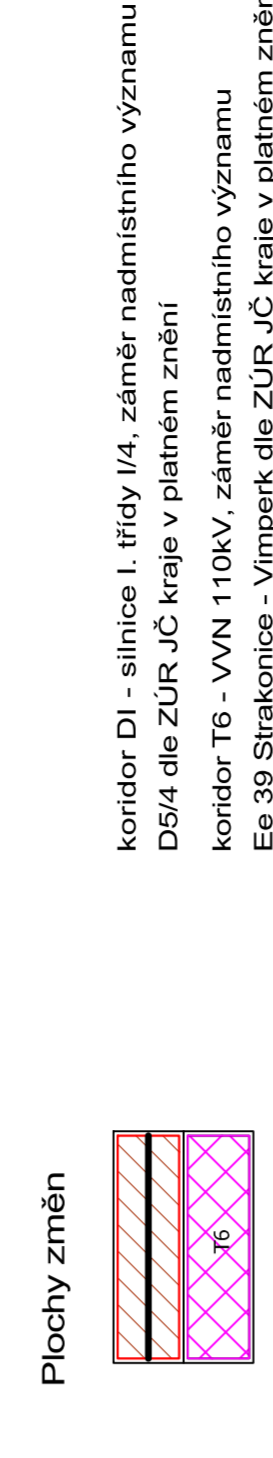 Plochy změn
koridor DI - silnice I. třídy I/4, záměr nadmístního významu
D5/4 dle ZÚR JČ kraje v platném znění
T6
koridor T6 - VVN 110kV, záměr nadmístního významu
Ee 39 Strakonice - Vimperk dle ZÚR JČ kraje v platném